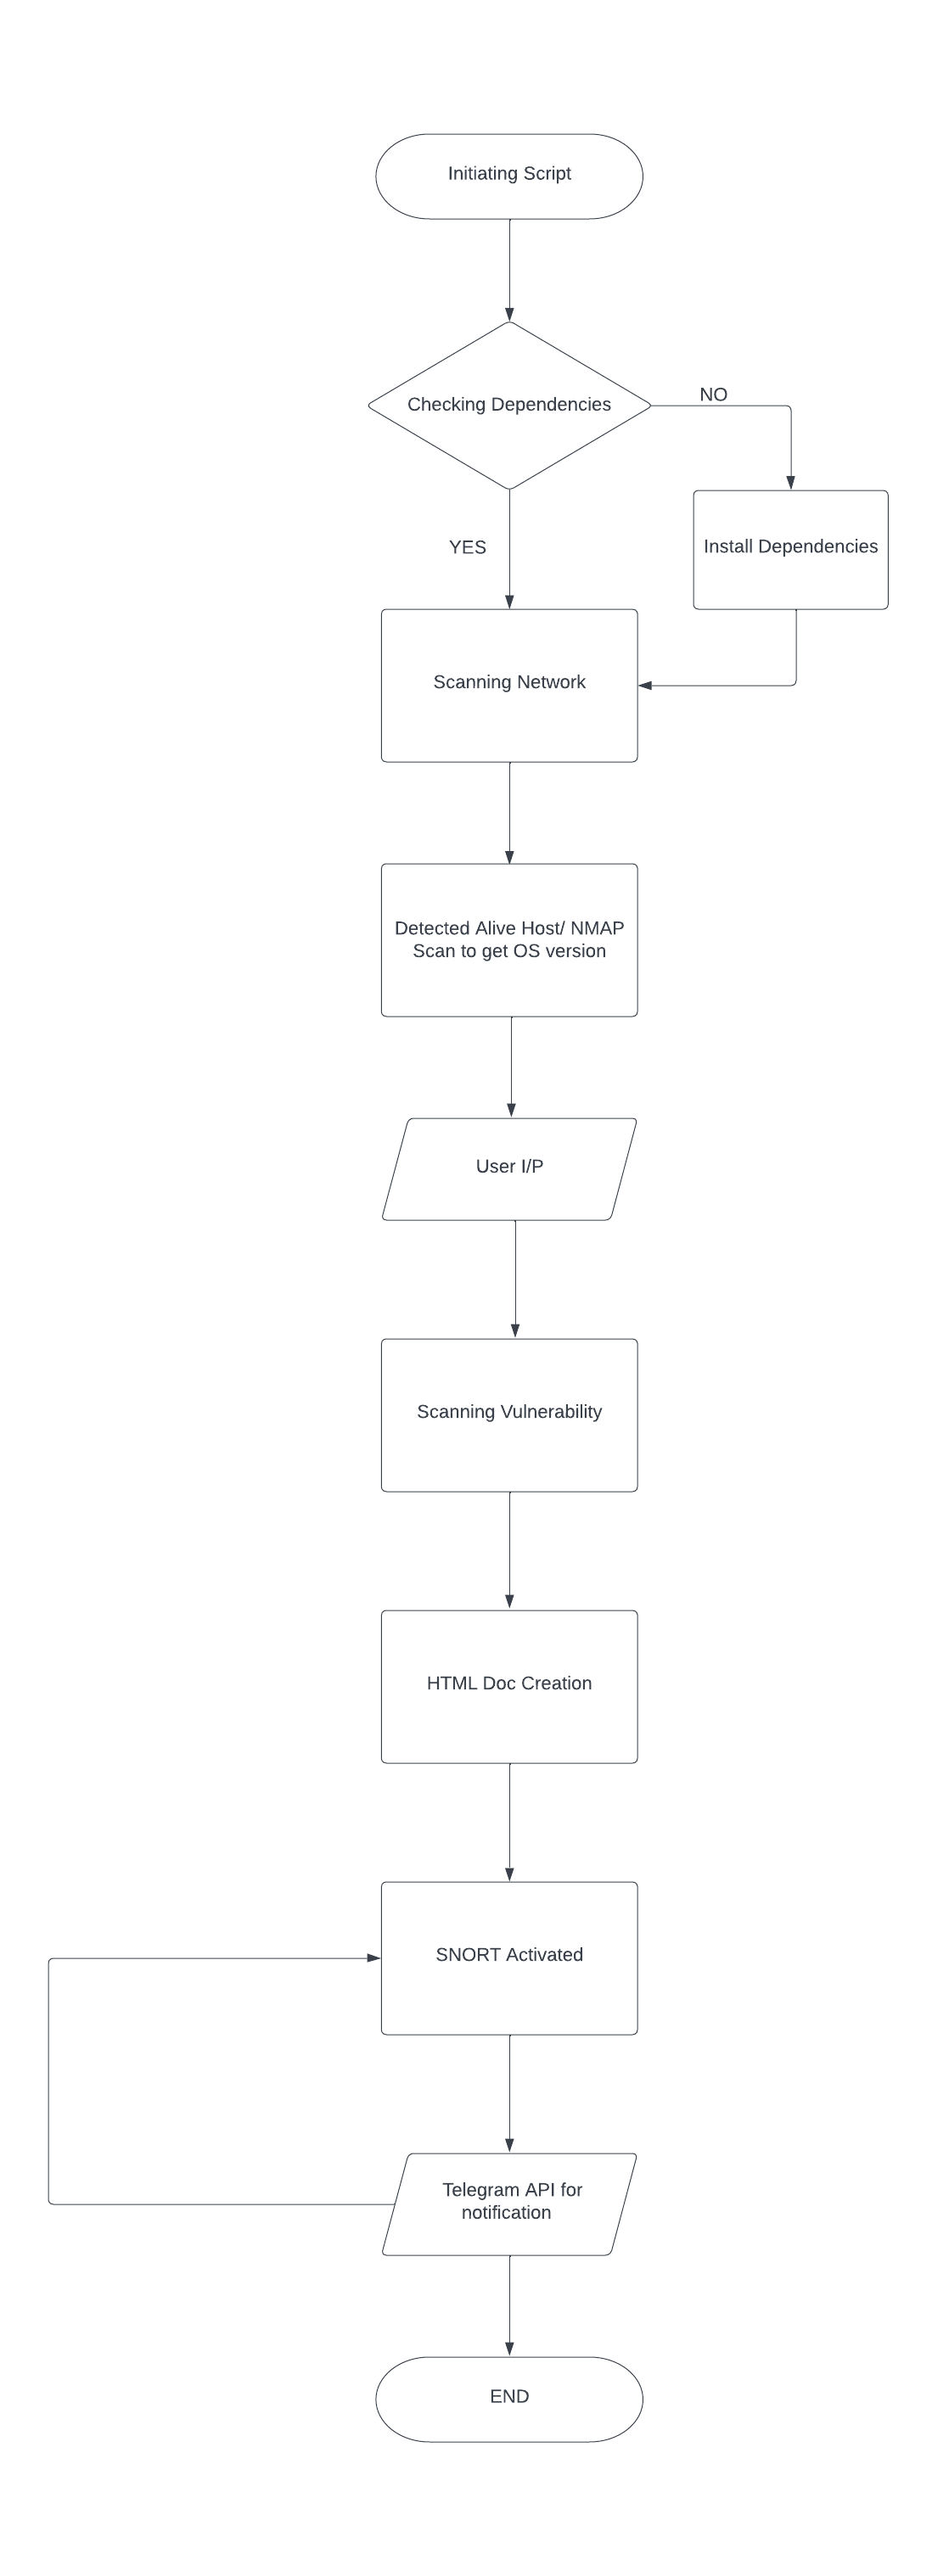 Initiating Script
Checking Dependencies
NO
YES
Install Dependencies
Scanning Network
Detected Alive Host/ NMAP
Scan to get OS version
User I/P
Scanning Vulnerability
HTML Doc Creation
SNORT Activated
Telegram API for
notification
END